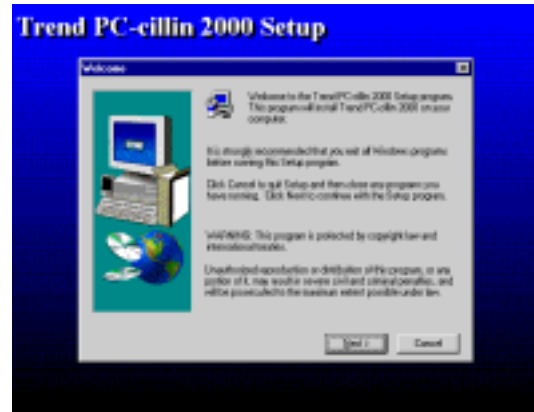 Trend PC-cillin 2000 Setup
Welcome
Welcome to the Trend PC-cillin 2000 Setup program.
This program will install Trend PC-cillin 2000 on your
computer.
It is strongly recommended that you exit all Windows programs
before running this Setup program.
Click Cancel to quit Setup and then close any programs you
have running. Click Next to continue with the Setup program.
WARNING: This program is protected by copyright law and
international treaties.
Unauthorized reproduction or distribution of this program, or any
portion of it, may result in severe civil and criminal penalties, and
will be prosecuted to the maximum extent possible under law.
Next >
Cancel